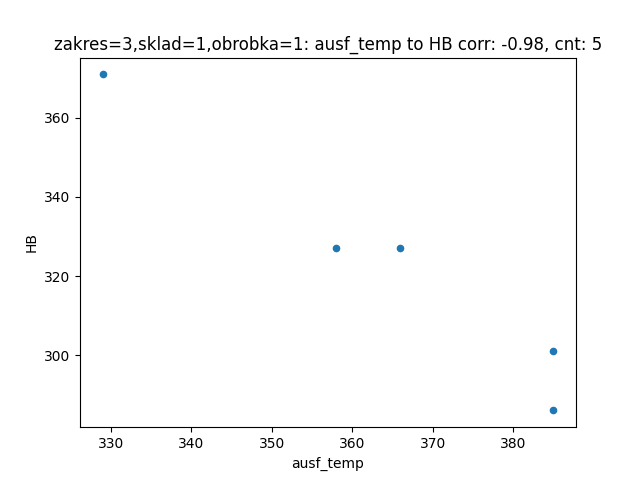 zakres=3,sklad=1,obrobka=1: ausf_temp to HB corr: -0.98, cnt: 5
360
340
320
300
HB
330 340 350 360 370 380
ausf_temp